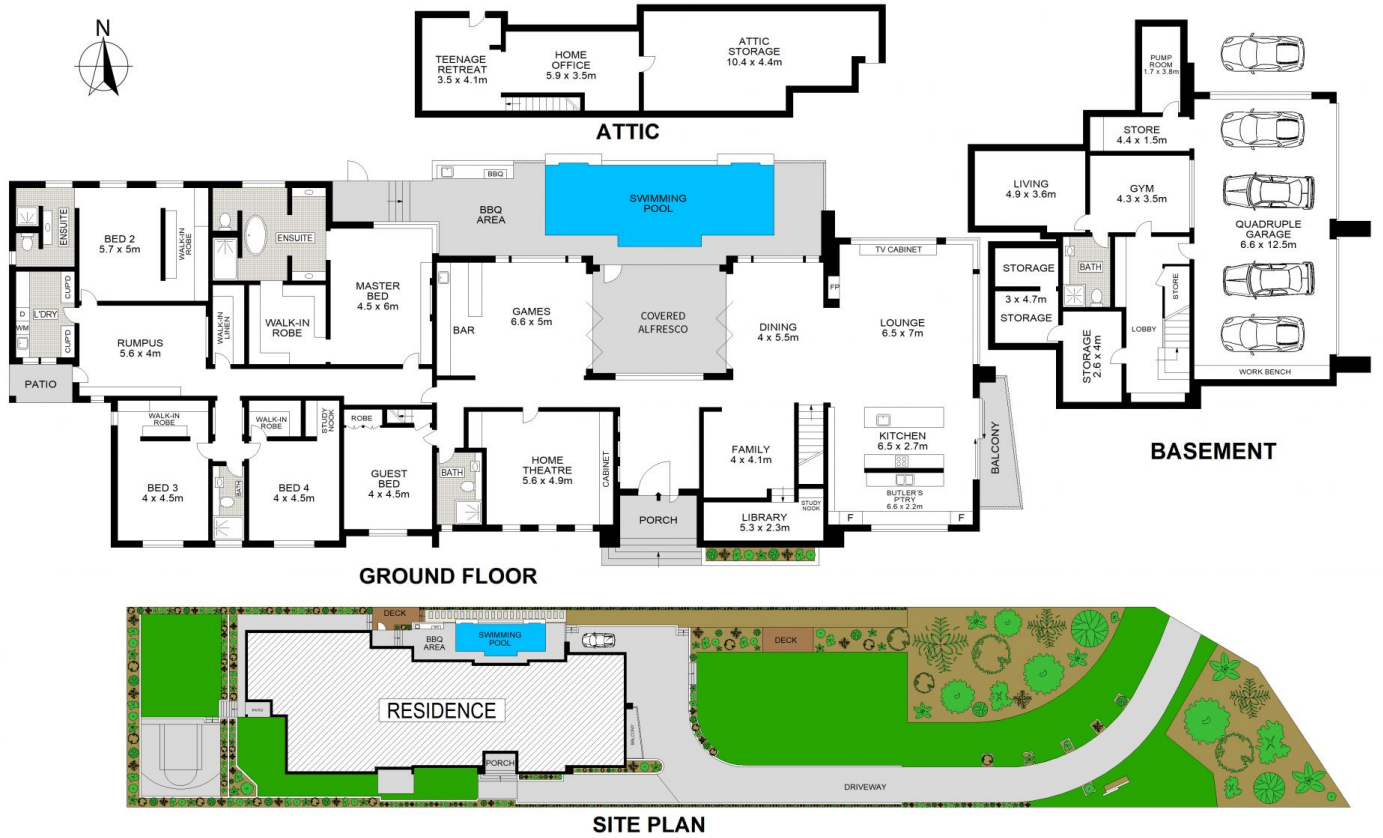 N
TEENAGE
RETREAT
3.5 x 4.1m
HOME
OFFICE
5.9 x 3.5m
ATTIC
STORAGE
10.4 x 4.4m
ATTIC
PUMP
ROOM
1.7 x 3.8m
STORE
4.4 x 1.5m
LIVING
4.9 x 3.6m
GYM
4.3 x 3.5m
QUADRUPLE
GARAGE
6.6 x 12.5m
BATH
STORAGE
3 x 4.7m
STORAGE
STORE
LOBBY
STORAGE
2.6 x 4m
WORK BENCH
BASEMENT
ENSUITE
BED 2
5.7 x 5m
WALK-IN
ROBE
ENSUITE
BBQ
BBQ
AREA
SWIMMING
POOL
CUP'D
D
L'DRY
WM
CUP'D
RUMPUS
5.6 x 4m
WALK-IN
LINEN
WALK-IN
ROBE
MASTER
BED
4.5 x 6m
BAR
GAMES
6.6 x 5m
COVERED
ALFRESCO
DINING
4 x 5.5m
TV CABINET
FP
LOUNGE
6.5 x 7m
PATIO
WALK-IN
ROBE
BED 3
4 x 4.5m
BATH
WALK-IN
ROBE
STUDY
NOOK
BED 4
4 x 4.5m
ROBE
GUEST
BED
4 x 4.5m
BATH
HOME
THEATRE
5.6 x 4.9m
CABINET
PORCH
FAMILY
4 x 4.1m
LIBRARY
5.3 x 2.3m
STUDY
NOOK
KITCHEN
6.5 x 2.7m
BUTLER'S
P'TRY
6.6 x 2.2m
F
F
BALCONY
GROUND FLOOR
DECK
BBQ
AREA
SWIMMING
POOL
DECK
RESIDENCE
PATIO
BALCONY
PORCH
DRIVEWAY
SITE PLAN